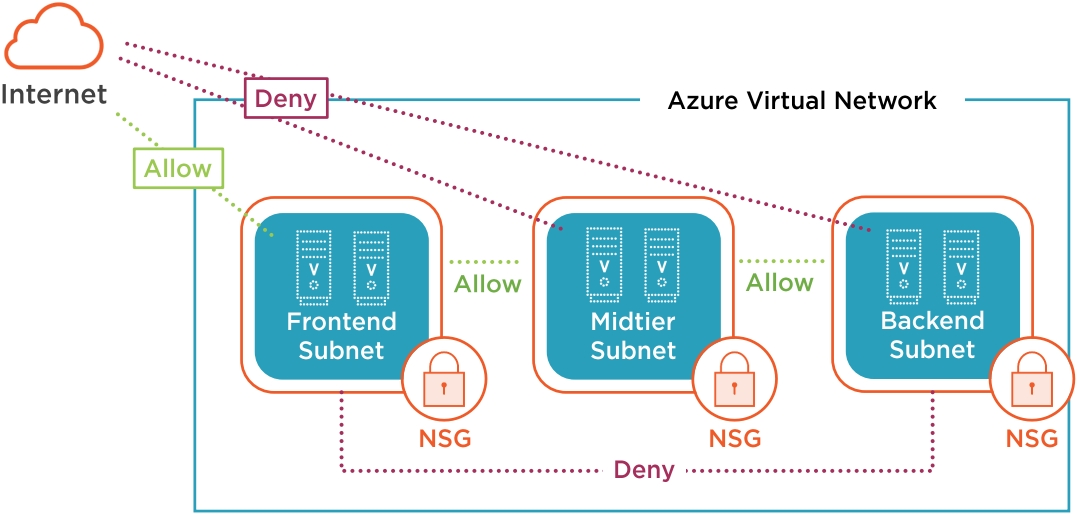 Internet
Deny
Azure Virtual Network
Allow
Allow
Allow
Frontend
Subnet
Midtier
Subnet
Backend
Subnet
NSG
NSG
NSG
Deny
V
V
V
V
V
V